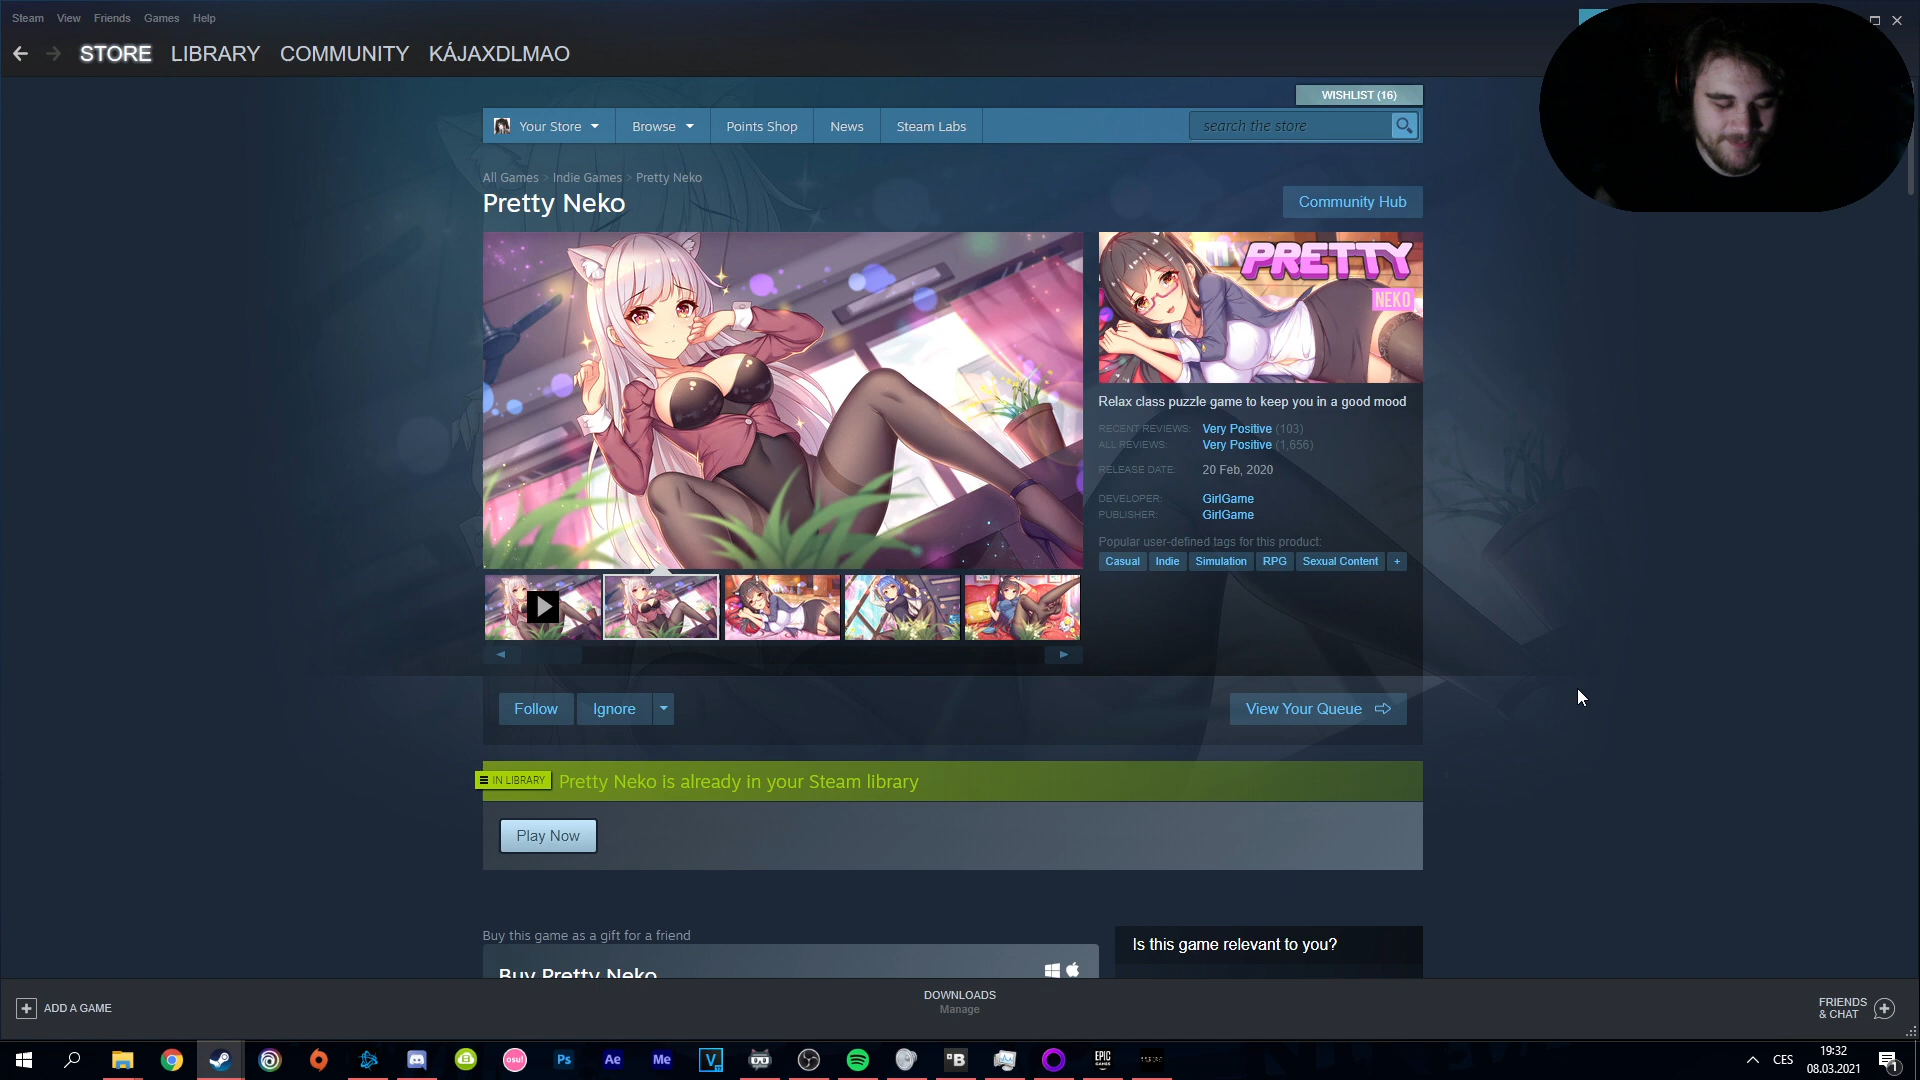 Steam View Friends Games Help
STORE LIBRARY COMMUNITY KÁJAXDLMAO
WISHLIST (16)
Your Store Browse Points Shop News Steam Labs search the store
All Games > Indie Games > Pretty Neko
Pretty Neko
Community Hub
PRETTY
NEKO
Relax class puzzle game to keep you in a good mood
RECENT REVIEWS: Very Positive (103)
ALL REVIEWS: Very Positive (1,656)
RELEASE DATE: 20 Feb, 2020
DEVELOPER: GirlGame
PUBLISHER: GirlGame
Popular user-defined tags for this product:
Casual Indie Simulation RPG Sexual Content +
Follow Ignore View Your Queue
IN LIBRARY Pretty Neko is already in your Steam library
Play Now
Buy this game as a gift for a friend
Is this game relevant to you?
Buy Pretty Neko
ADD A GAME
DOWNLOADS
Manage
FRIENDS
& CHAT
osu! Ps Ae Me V B EPIC GAMES
CES
19:32
08.03.2021
1